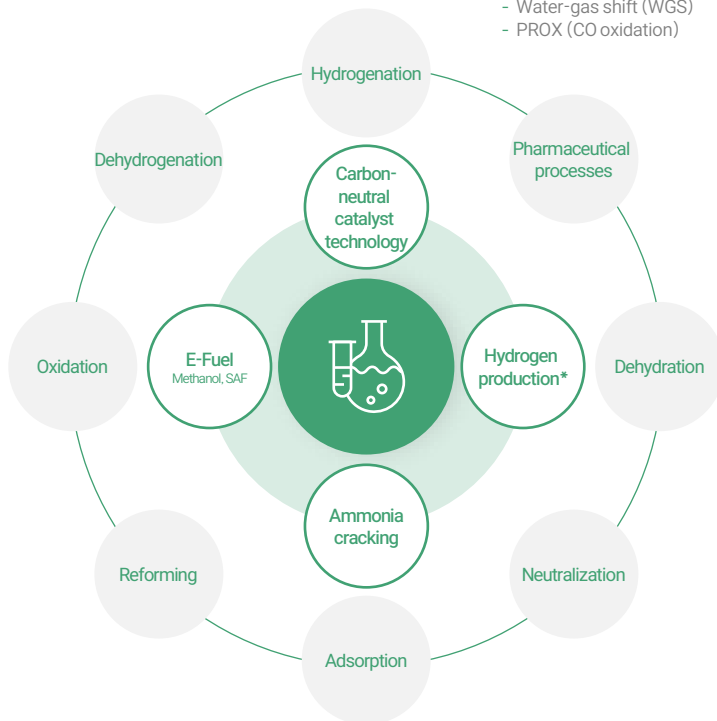 - Water-gas shift (WGS)
- PROX (CO oxidation)
Hydrogenation
Dehydrogenation
Pharmaceutical
processes
Carbon-
neutral
catalyst
technology
Oxidation
E-Fuel
Methanol, SAF
Hydrogen
production*
Dehydration
Ammonia
cracking
Reforming
Neutralization
Adsorption